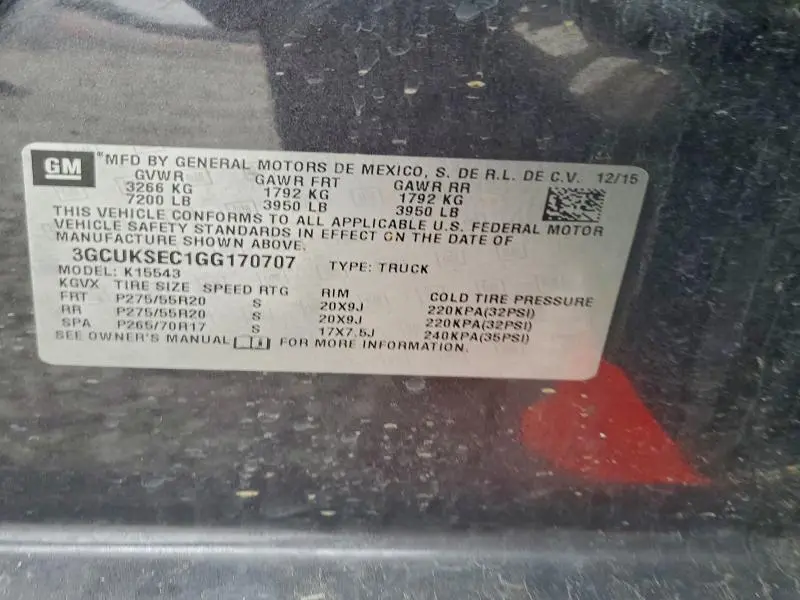 GM ® MFD BY GENERAL MOTORS DE MEXICO, S. DE R.L. DE C.V. 12/15
GVWR GAWR FRT GAWR RR
3266 KG 1792 KG 1792 KG
7200 LB 3950 LB 3950 LB
THIS VEHICLE CONFORMS TO ALL APPLICABLE U.S. FEDERAL MOTOR
VEHICLE SAFETY STANDARDS IN EFFECT ON THE DATE OF
MANUFACTURE SHOWN ABOVE.
3GCUKSEC1GG170707 TYPE: TRUCK
MODEL: K15543
KGVX TIRE SIZE SPEED RTG RIM COLD TIRE PRESSURE
FRT P275/55R20 S 20X9J 220KPA(32PSI)
RR P275/55R20 S 20X9J 220KPA(32PSI)
SPA P265/70R17 S 17X7.5J 240KPA(35PSI)
SEE OWNER'S MANUAL FOR MORE INFORMATION.